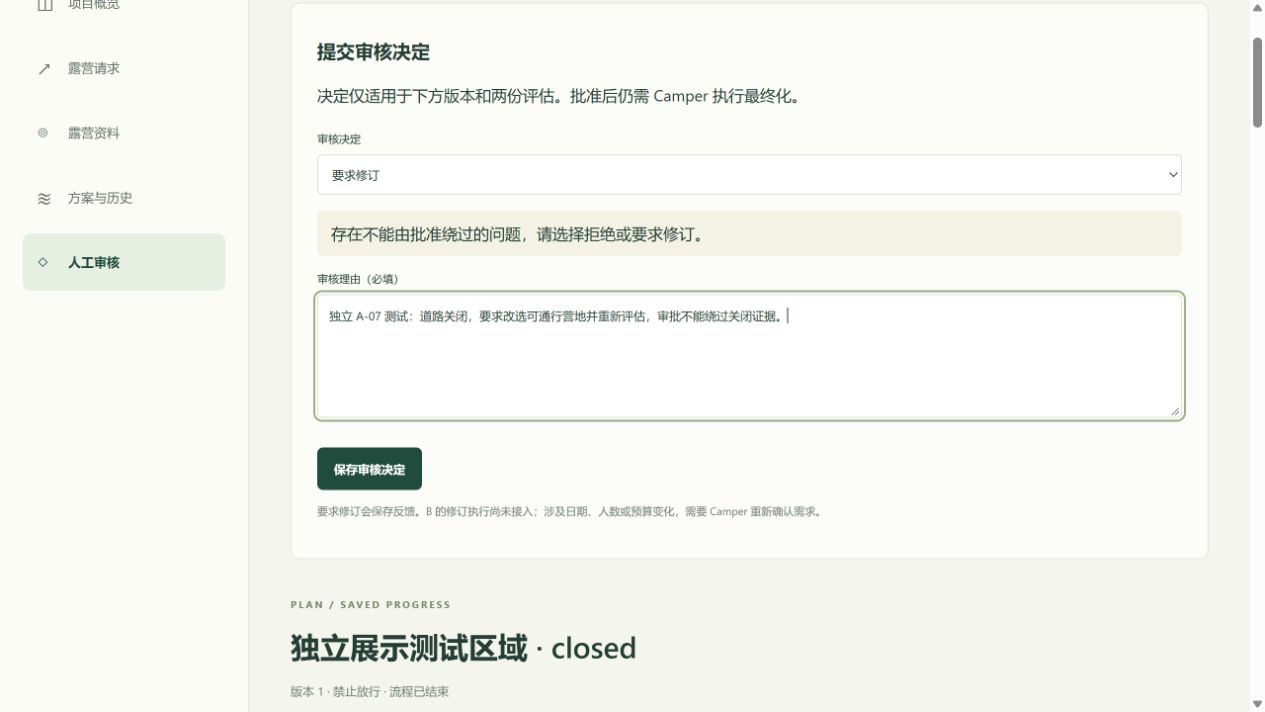 项目概览
露营请求
露营资料
方案与历史
人工审核
提交审核决定
决定仅适用于下方版本和两份评估。批准后仍需 Camper 执行最终化。
审核决定
要求修订
存在不能由批准绕过的问题，请选择拒绝或要求修订。
审核理由（必填）
独立 A-07 测试：道路关闭，要求改选可通行营地并重新评估，审批不能绕过关闭证据。
保存审核决定
要求修订会保存反馈。B 的修订执行尚未接入；涉及日期、人数或预算变化，需要 Camper 重新确认需求。
PLAN / SAVED PROGRESS
独立展示测试区域 · closed
版本 1 · 禁止放行 · 流程已结束